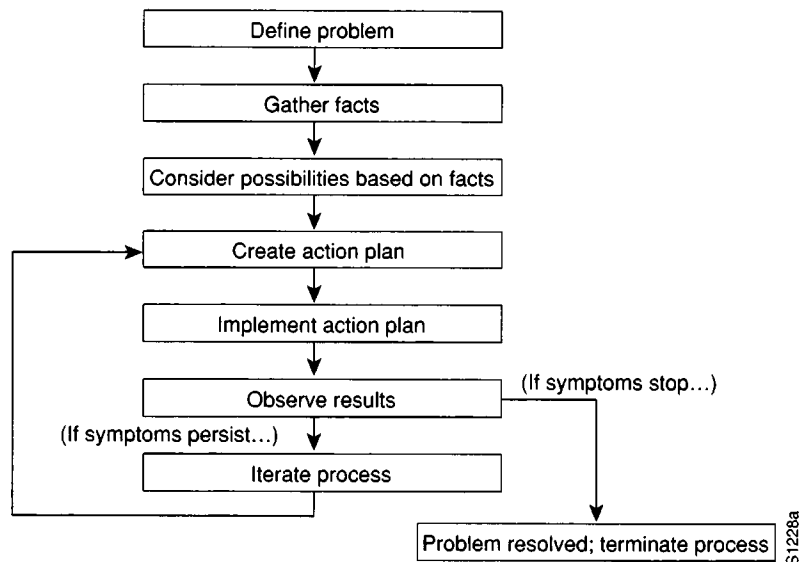 Define problem
Gather facts
Consider possibilities based on facts
Create action plan
Implement action plan
Observe results
(If symptoms stop...)
(If symptoms persist...)
Iterate process
Problem resolved; terminate process
S1228a